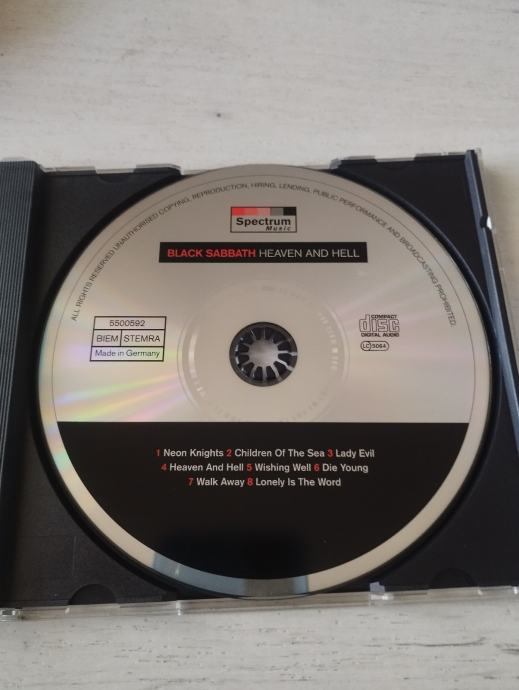 ALL RIGHTS RESERVED UNAUTHORISED COPYING, REPRODUCTION, HIRING, LENDING, PUBLIC PERFORMANCE AND BROADCASTING PROHIBITED.
Spectrum
Music
BLACK SABBATH HEAVEN AND HELL
5500592
BIEM STEMRA
Made in Germany
COMPACT
disc
DIGITAL AUDIO
LC 5064
1 Neon Knights 2 Children Of The Sea 3 Lady Evil
4 Heaven And Hell 5 Wishing Well 6 Die Young
7 Walk Away 8 Lonely Is The Word